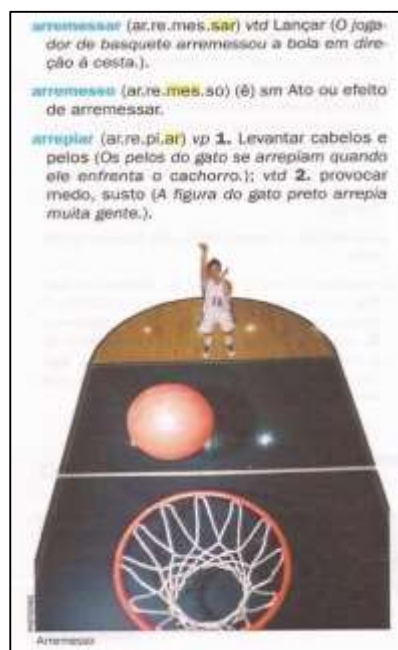 arremessar (ar.re.mes.sar) vtd Lançar (O joga-
dor de basquete arremessou a bola em dire-
ção à cesta.).
arremesso (ar.re.mes.so) (ê) sm Ato ou efeito
de arremessar.
arrepiar (ar.re.pi.ar) vp 1. Levantar cabelos e
pelos (Os pelos do gato se arrepiam quando
ele enfrenta o cachorro.); vtd 2. provocar
medo, susto (A figura do gato preto arrepia
muita gente.).
Arremesso